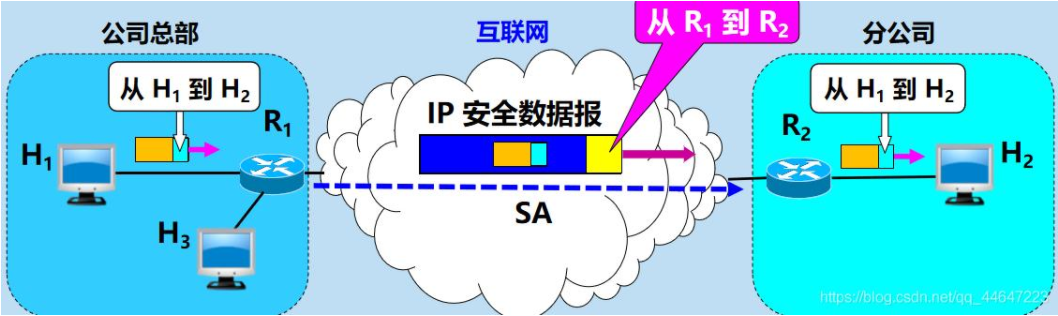 公司总部
互联网
从 R₁ 到 R₂
分公司
从 H₁ 到 H₂
IP 安全数据报
从 H₁ 到 H₂
R₁
R₂
H₁
H₂
SA
H₃
https://blog.csdn.net/qq_44647223